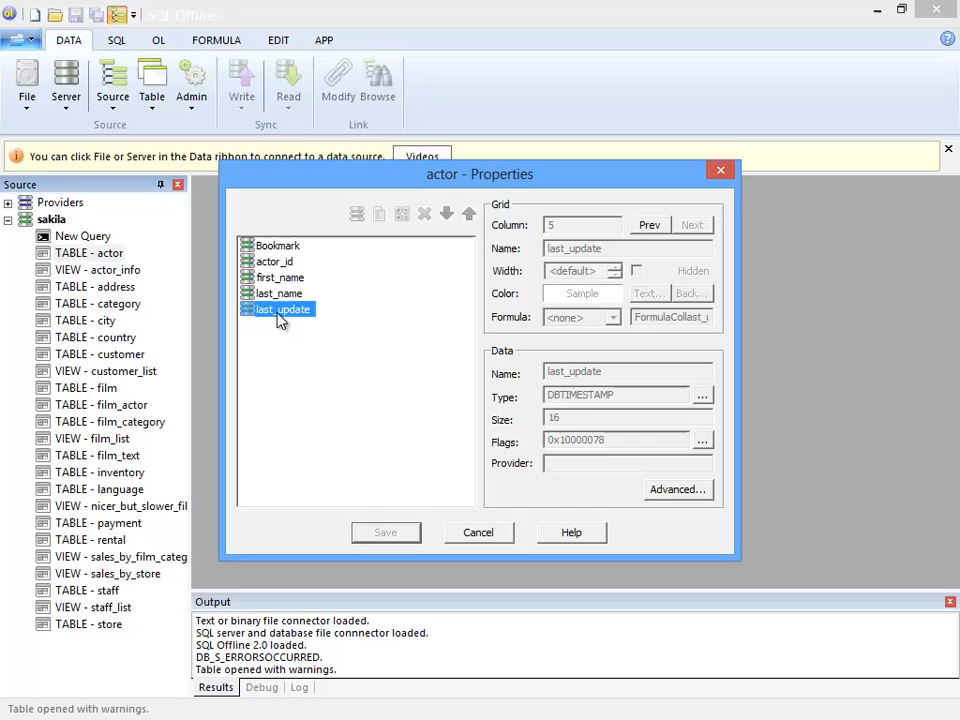 SQL Offline
DATA SQL OL FORMULA EDIT APP
File Server Source Table Admin Write Read Modify Browse
Source Sync Link
You can click File or Server in the Data ribbon to connect to a data source. Videos
Source
Providers
sakila
New Query
TABLE - actor
VIEW - actor_info
TABLE - address
TABLE - category
TABLE - city
TABLE - country
TABLE - customer
VIEW - customer_list
TABLE - film
TABLE - film_actor
TABLE - film_category
VIEW - film_list
TABLE - film_text
TABLE - inventory
TABLE - language
VIEW - nicer_but_slower_fil
TABLE - payment
TABLE - rental
VIEW - sales_by_film_categ
VIEW - sales_by_store
TABLE - staff
VIEW - staff_list
TABLE - store
actor - Properties
Bookmark
actor_id
first_name
last_name
last_update
Grid
Column: 5 Prev Next
Name: last_update
Width: <default> Hidden
Color: Sample Text... Back...
Formula: <none> FormulaCollast_u
Data
Name: last_update
Type: DBTIMESTAMP ...
Size: 16
Flags: 0x10000078 ...
Provider:
Advanced...
Save Cancel Help
Output
Text or binary file connector loaded.
SQL server and database file connnector loaded.
SQL Offline 2.0 loaded.
DB_S_ERRORSOCCURRED.
Table opened with warnings.
Results Debug Log
Table opened with warnings.